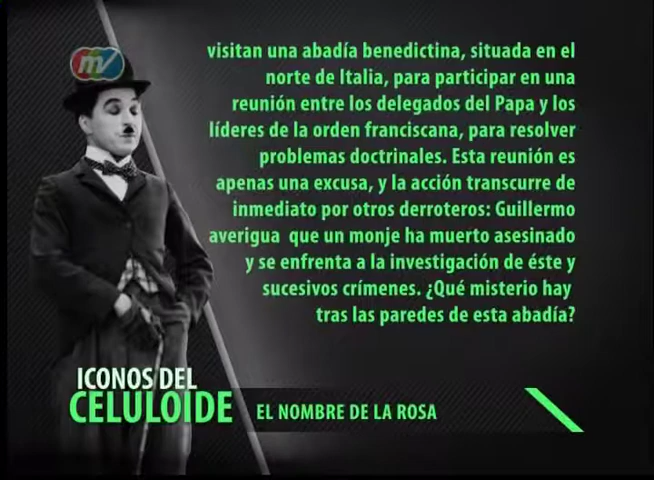 mv
visitan una abadía benedictina, situada en el
norte de Italia, para participar en una
reunión entre los delegados del Papa y los
líderes de la orden franciscana, para resolver
problemas doctrinales. Esta reunión es
apenas una excusa, y la acción transcurre de
inmediato por otros derroteros: Guillermo
averigua que un monje ha muerto asesinado
y se enfrenta a la investigación de éste y
sucesivos crímenes. ¿Qué misterio hay
tras las paredes de esta abadía?
ICONOS DEL
CELULOIDE
EL NOMBRE DE LA ROSA